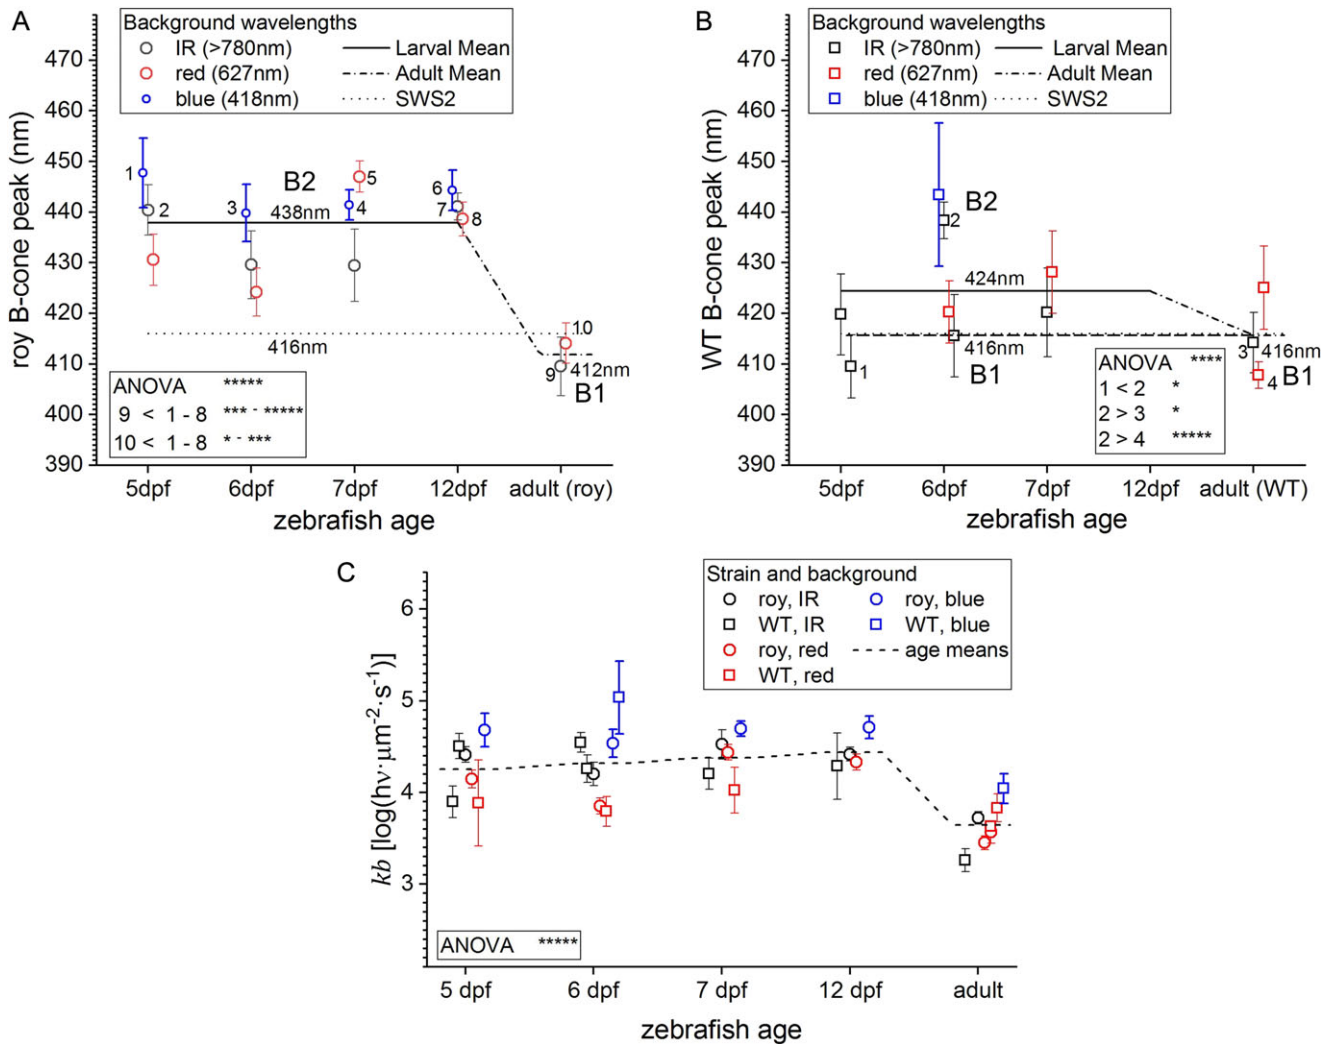 A
Background wavelengths
IR (>780nm)
Larval Mean
red (627nm)
Adult Mean
blue (418nm)
SWS2
roy B-cone peak (nm)
470
460
450
440
430
420
410
400
390
1
2
3
B2
438nm
4
5
6
7
8
416nm
10
9
412nm
B1
ANOVA *****
9 < 1 - 8 *** - *****
10 < 1 - 8 * - ***
5dpf 6dpf 7dpf 12dpf adult (roy)
zebrafish age
B
Background wavelengths
IR (>780nm)
Larval Mean
red (627nm)
Adult Mean
blue (418nm)
SWS2
WT B-cone peak (nm)
470
460
450
440
430
420
410
400
390
B2
2
424nm
416nm
1
B1
3
416nm
4
B1
ANOVA ****
1 < 2 *
2 > 3 *
2 > 4 *****
5dpf 6dpf 7dpf 12dpf adult (WT)
zebrafish age
C
Strain and background
roy, IR
roy, blue
WT, IR
WT, blue
roy, red
age means
WT, red
kb [log(hν·μm⁻²·s⁻¹)]
6
5
4
3
ANOVA *****
5 dpf 6 dpf 7 dpf 12 dpf adult
zebrafish age